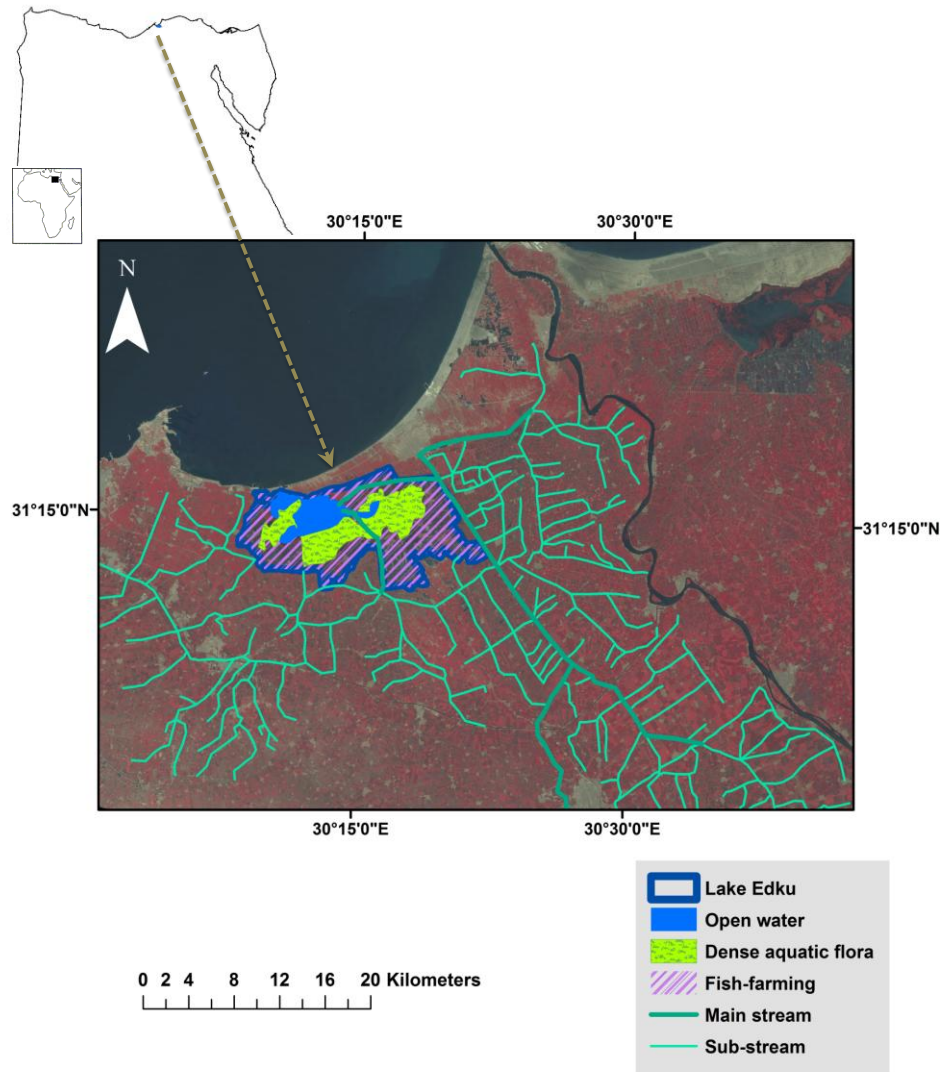 30°15'0"E
30°30'0"E
N
31°15'0"N
31°15'0"N
30°15'0"E
30°30'0"E
Lake Edku
Open water
Dense aquatic flora
Fish-farming
Main stream
Sub-stream
0 2 4 8 12 16 20 Kilometers